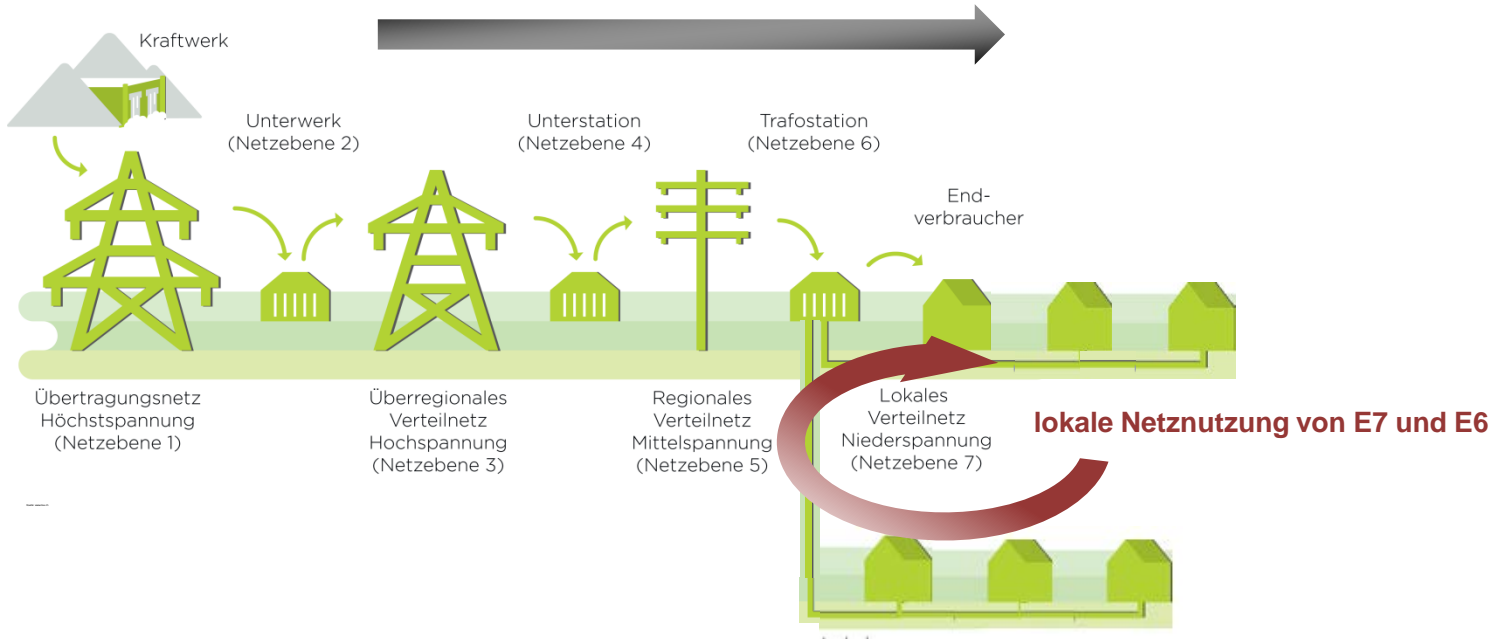 Kraftwerk
Unterwerk
(Netzebene 2)
Unterstation
(Netzebene 4)
Trafostation
(Netzebene 6)
End-
verbraucher
Übertragungsnetz
Höchstspannung
(Netzebene 1)
Überregionales
Verteilnetz
Hochspannung
(Netzebene 3)
Regionales
Verteilnetz
Mittelspannung
(Netzebene 5)
Lokales
Verteilnetz
Niederspannung
(Netzebene 7)
lokale Netznutzung von E7 und E6